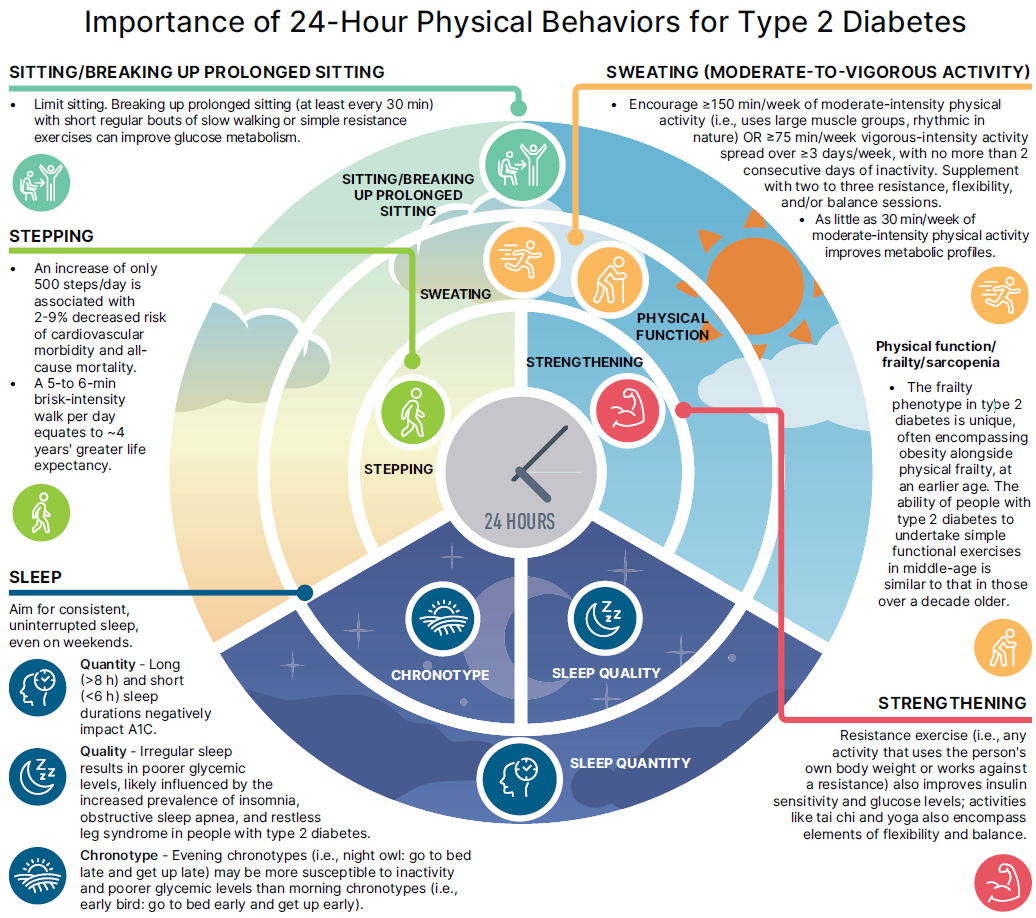 Importance of 24-Hour Physical Behaviors for Type 2 Diabetes
SITTING/BREAKING UP PROLONGED SITTING
• Limit sitting. Breaking up prolonged sitting (at least every 30 min)
with short regular bouts of slow walking or simple resistance
exercises can improve glucose metabolism.
SWEATING (MODERATE-TO-VIGOROUS ACTIVITY)
• Encourage ≥150 min/week of moderate-intensity physical
activity (i.e., uses large muscle groups, rhythmic in
nature) OR ≥75 min/week vigorous-intensity activity
spread over ≥3 days/week, with no more than 2
consecutive days of inactivity. Supplement
with two to three resistance, flexibility,
and/or balance sessions.
• As little as 30 min/week of
moderate-intensity physical activity
improves metabolic profiles.
STEPPING
• An increase of only
500 steps/day is
associated with
2-9% decreased risk
of cardiovascular
morbidity and all-
cause mortality.
• A 5-to 6-min
brisk-intensity
walk per day
equates to ~4
years' greater life
expectancy.
SITTING/BREAKING
UP PROLONGED
SITTING
SWEATING
PHYSICAL
FUNCTION
STRENGTHENING
STEPPING
24 HOURS
CHRONOTYPE
SLEEP QUALITY
SLEEP QUANTITY
Physical function/
frailty/sarcopenia
• The frailty
phenotype in type 2
diabetes is unique,
often encompassing
obesity alongside
physical frailty, at
an earlier age. The
ability of people with
type 2 diabetes to
undertake simple
functional exercises
in middle-age is
similar to that in those
over a decade older.
SLEEP
Aim for consistent,
uninterrupted sleep,
even on weekends.
Quantity - Long
(>8 h) and short
(<6 h) sleep
durations negatively
impact A1C.
Quality - Irregular sleep
results in poorer glycemic
levels, likely influenced by the
increased prevalence of insomnia,
obstructive sleep apnea, and restless
leg syndrome in people with type 2 diabetes.
Chronotype - Evening chronotypes (i.e., night owl: go to bed
late and get up late) may be more susceptible to inactivity
and poorer glycemic levels than morning chronotypes (i.e.,
early bird: go to bed early and get up early).
STRENGTHENING
Resistance exercise (i.e., any
activity that uses the person's
own body weight or works against
a resistance) also improves insulin
sensitivity and glucose levels; activities
like tai chi and yoga also encompass
elements of flexibility and balance.